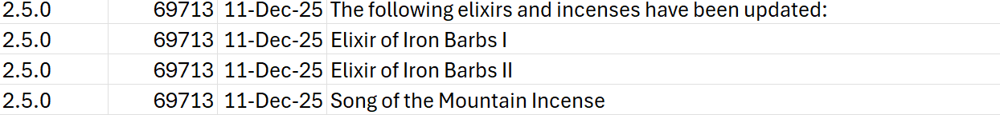 2.5.0 69713 11-Dec-25 The following elixirs and incenses have been updated:
2.5.0 69713 11-Dec-25 Elixir of Iron Barbs I
2.5.0 69713 11-Dec-25 Elixir of Iron Barbs II
2.5.0 69713 11-Dec-25 Song of the Mountain Incense